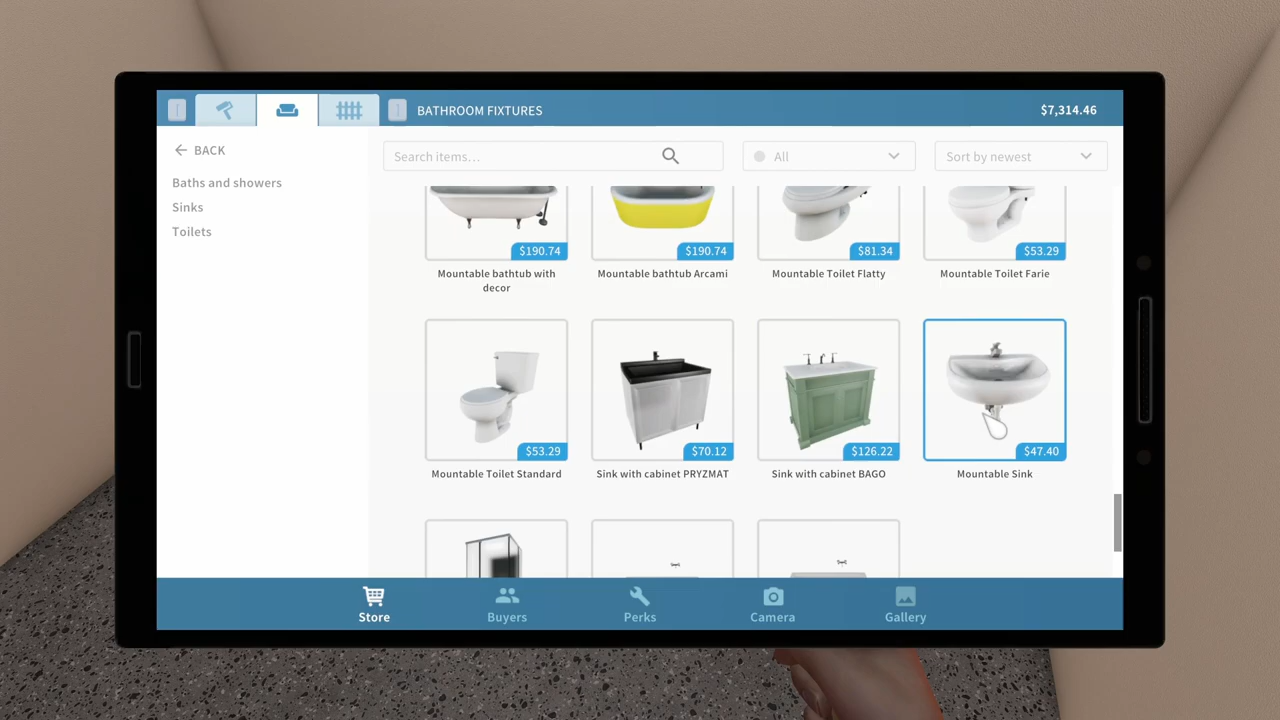 BATHROOM FIXTURES
$7,314.46
BACK
Baths and showers
Sinks
Toilets
Search items...
All
Sort by newest
$190.74
$190.74
$81.34
$53.29
Mountable bathtub with
decor
Mountable bathtub Arcami
Mountable Toilet Flatty
Mountable Toilet Farie
$53.29
$70.12
$126.22
$47.40
Mountable Toilet Standard
Sink with cabinet PRYZMAT
Sink with cabinet BAGO
Mountable Sink
Store
Buyers
Perks
Camera
Gallery